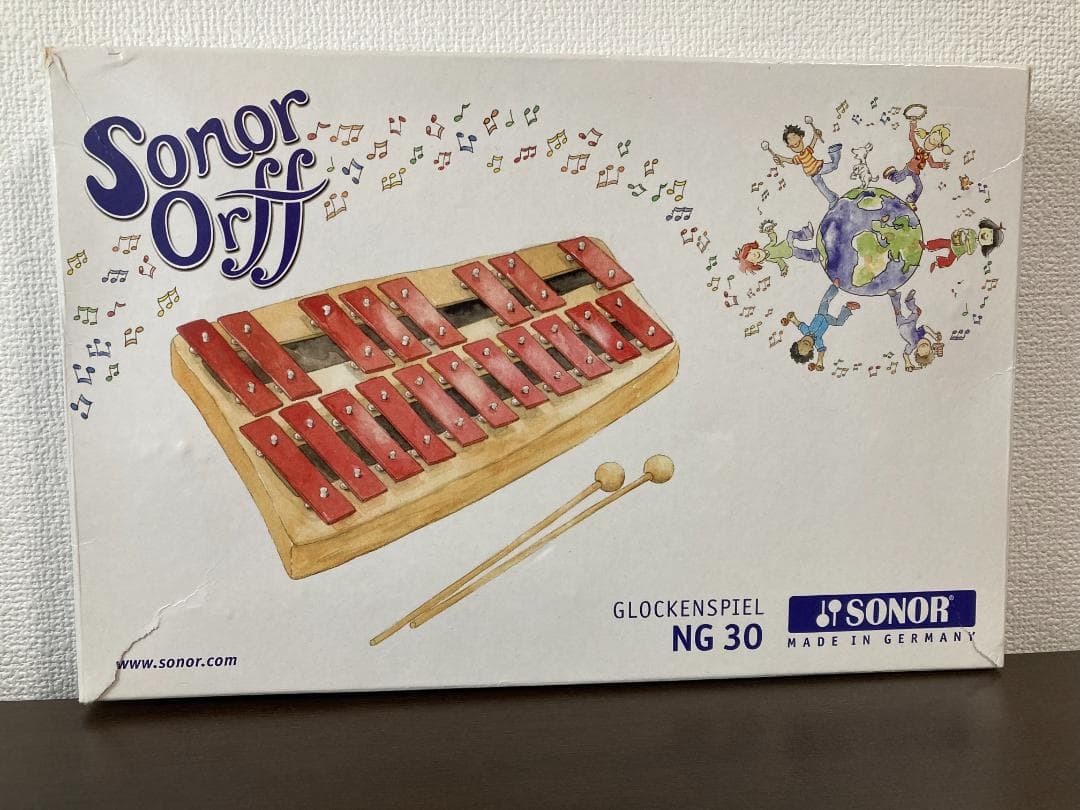 Sonor
Orff
GLOCKENSPIEL
NG 30
SONOR®
MADE IN GERMANY
www.sonor.com